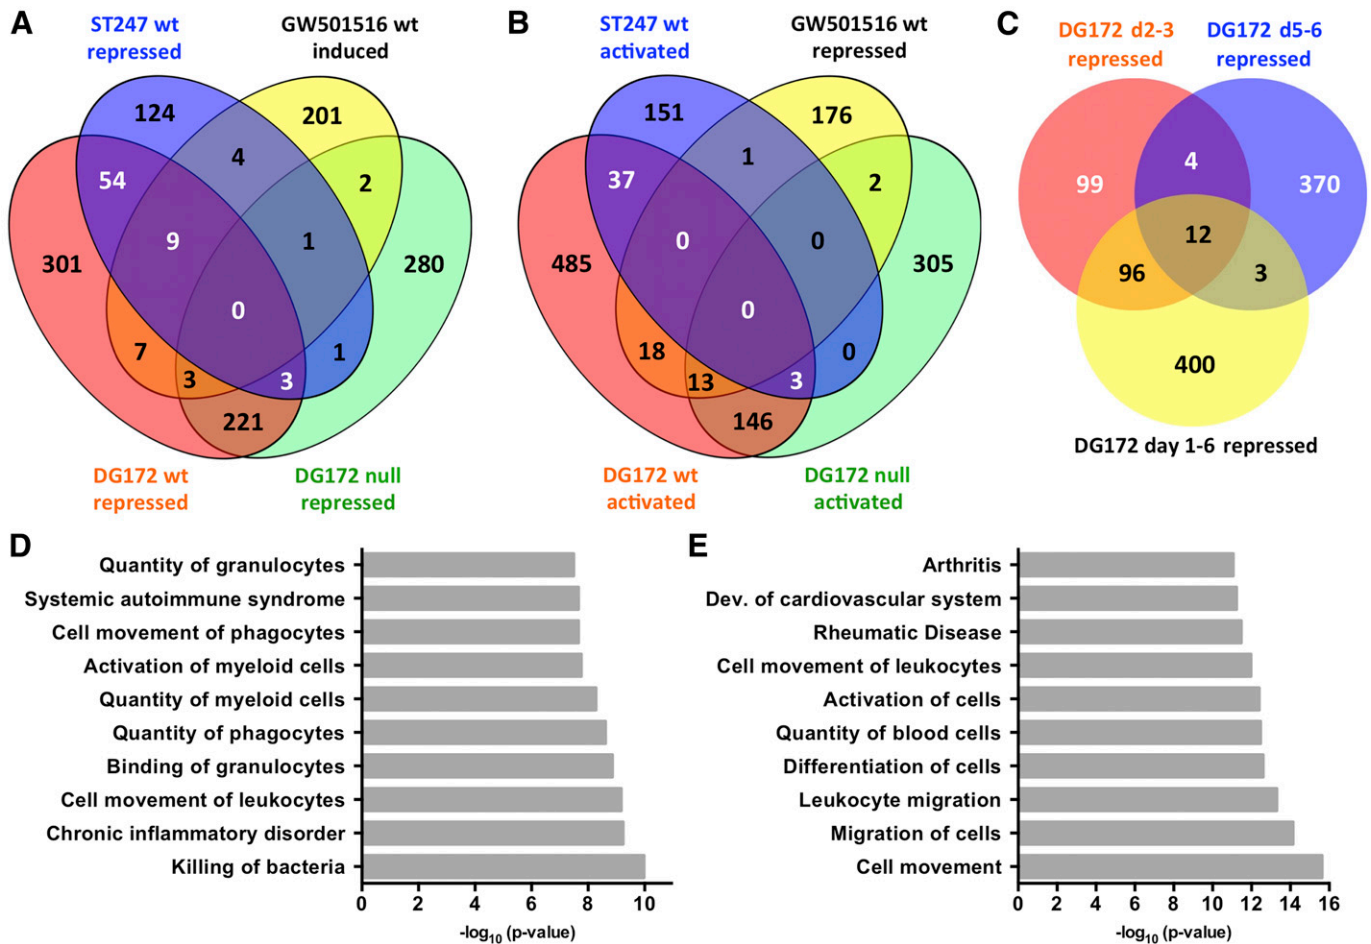 A
ST247 wt
repressed
GW501516 wt
induced
124
201
4
54
2
9
1
301
280
0
7
1
3
3
221
DG172 wt
repressed
DG172 null
repressed
B
ST247 wt
activated
GW501516 wt
repressed
151
176
1
37
2
0
0
485
305
0
18
0
13
3
146
DG172 wt
activated
DG172 null
activated
C
DG172 d2-3
repressed
DG172 d5-6
repressed
4
99
370
12
96
3
400
DG172 day 1-6 repressed
D
Quantity of granulocytes
Systemic autoimmune syndrome
Cell movement of phagocytes
Activation of myeloid cells
Quantity of myeloid cells
Quantity of phagocytes
Binding of granulocytes
Cell movement of leukocytes
Chronic inflammatory disorder
Killing of bacteria
0 2 4 6 8 10
-log10 (p-value)
E
Arthritis
Dev. of cardiovascular system
Rheumatic Disease
Cell movement of leukocytes
Activation of cells
Quantity of blood cells
Differentiation of cells
Leukocyte migration
Migration of cells
Cell movement
0 2 4 6 8 10 12 14 16
-log10 (p-value)